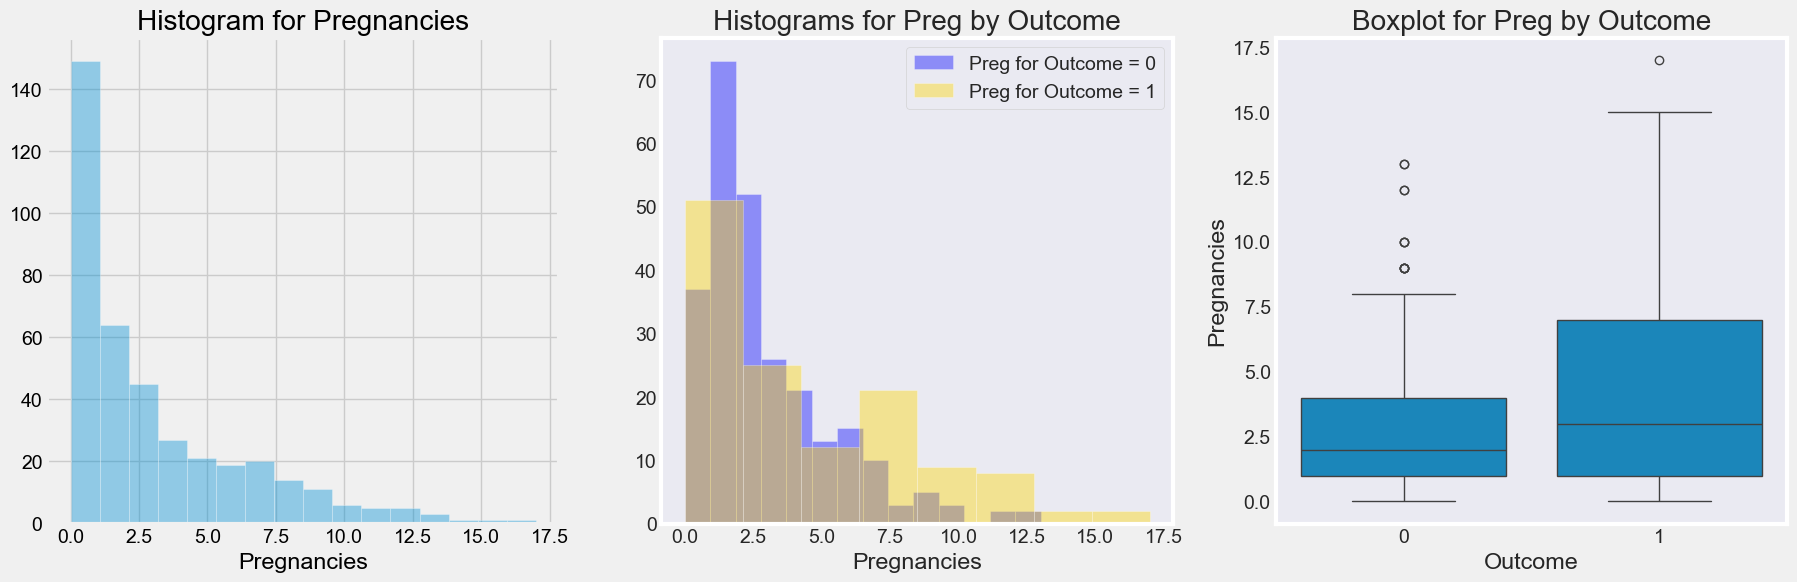 Histogram for Pregnancies
140
120
100
80
60
40
20
0
0.0 2.5 5.0 7.5 10.0 12.5 15.0 17.5
Pregnancies
Histograms for Preg by Outcome
Preg for Outcome = 0
Preg for Outcome = 1
70
60
50
40
30
20
10
0
0.0 2.5 5.0 7.5 10.0 12.5 15.0 17.5
Pregnancies
Boxplot for Preg by Outcome
17.5
15.0
12.5
10.0
7.5
5.0
2.5
0.0
Pregnancies
0 1
Outcome